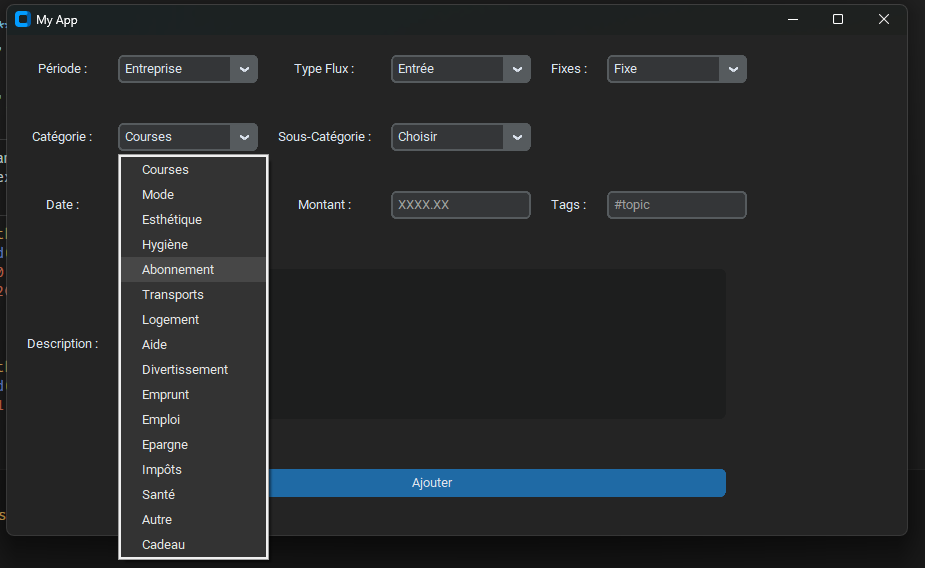 My App
Période : Entreprise Type Flux : Entrée Fixes : Fixe
Catégorie : Courses Sous-Catégorie : Choisir
Courses
Mode
Date : Montant : XXXX.XX Tags : #topic
Esthétique
Hygiène
Abonnement
Transports
Logement
Description :
Aide
Divertissement
Emprunt
Emploi
Epargne
Impôts
Ajouter
Santé
Autre
Cadeau